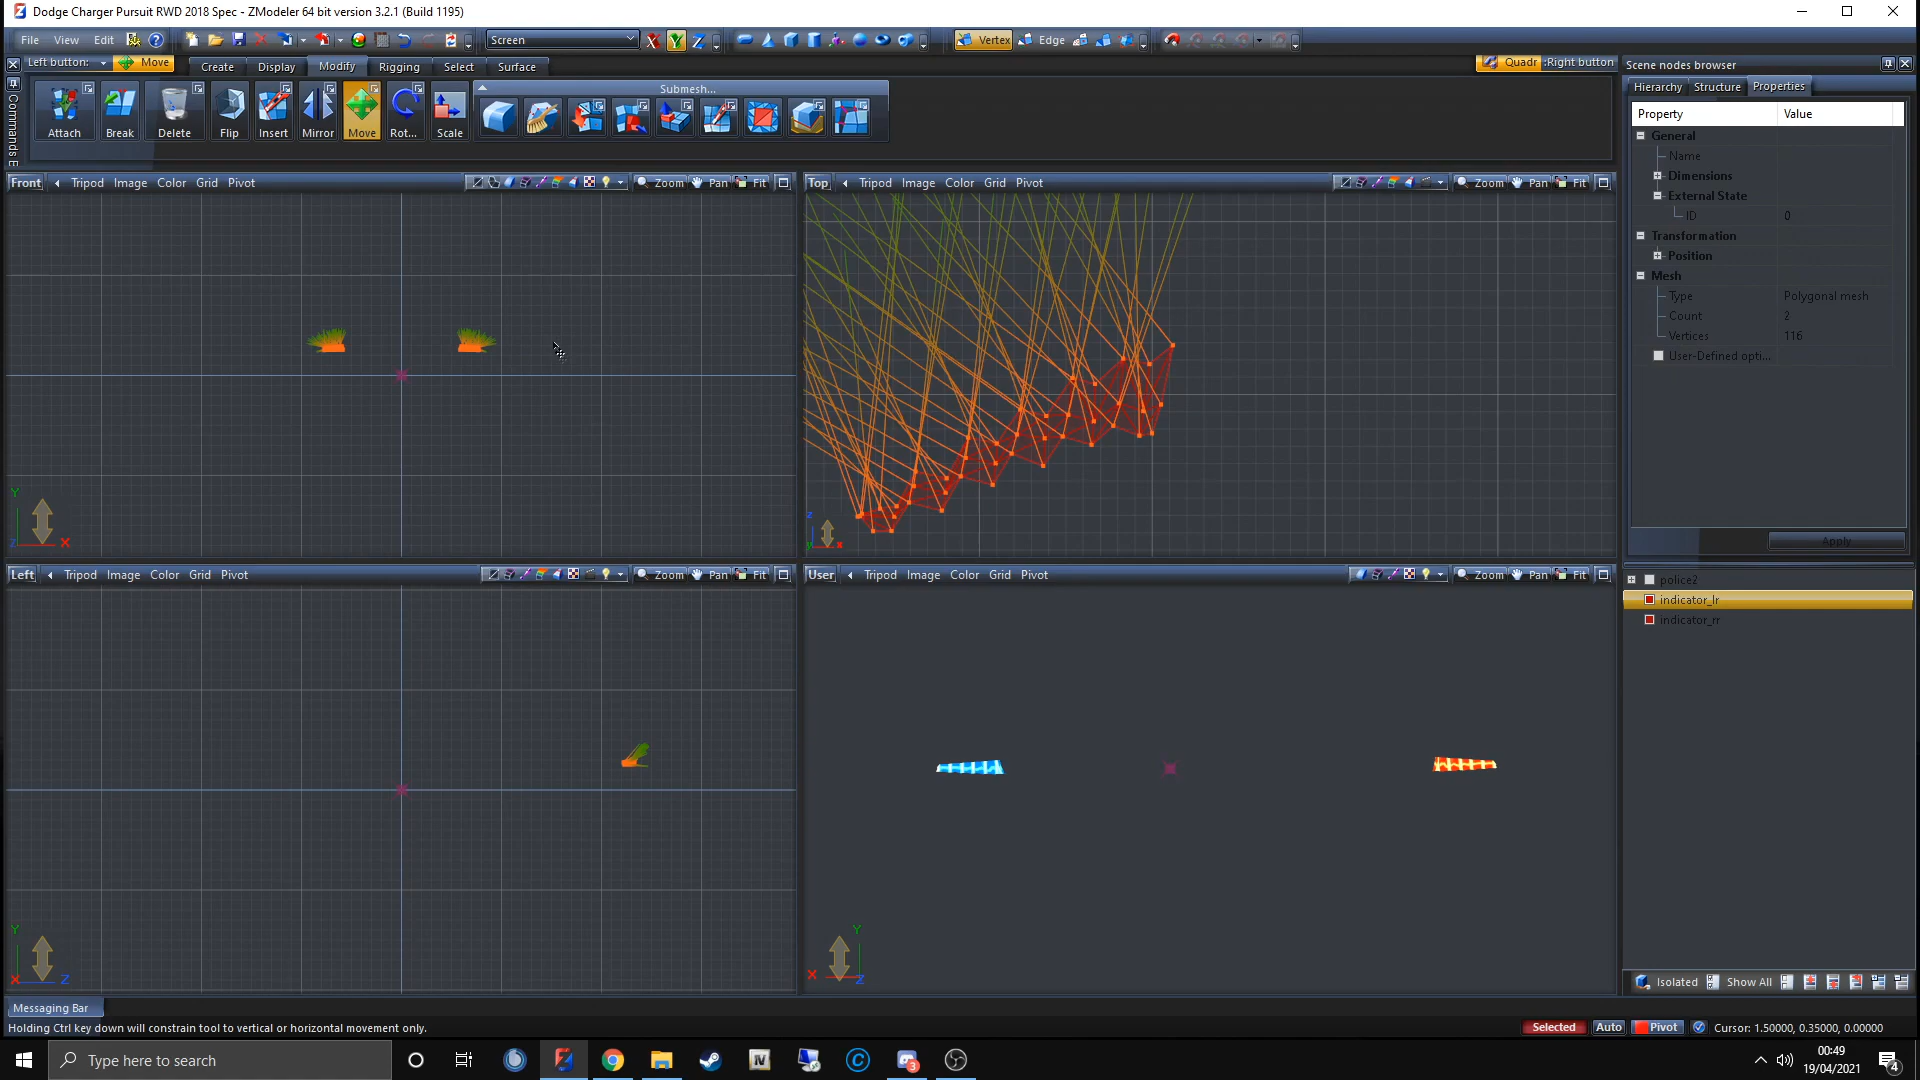 Dodge Charger Pursuit RWD 2018 Spec - ZModeler 64 bit version 3.2.1 (Build 1195)
File View Edit Screen X Y Z Vertex Edge
Left button: Move Create Display Modify Rigging Select Surface Quadr :Right button
Scene nodes browser
Hierarchy Structure Properties
Submesh...
Attach Break Delete Flip Insert Mirror Move Rot... Scale
Commands
Property Value
General
Name
Dimensions
External State
ID 0
Transformation
Position
Mesh
Type Polygonal mesh
Count 2
Vertices 116
User-Defined opti...
Apply
Front Tripod Image Color Grid Pivot Zoom Pan Fit
Top Tripod Image Color Grid Pivot Zoom Pan Fit
Y
Z X
Left Tripod Image Color Grid Pivot Zoom Pan Fit
User Tripod Image Color Grid Pivot Zoom Pan Fit
police2
indicator_lr
indicator_rr
Y
X Z
Y
X Z
Isolated Show All
Messaging Bar
Holding Ctrl key down will constrain tool to vertical or horizontal movement only.
Selected Auto Pivot Cursor: 1.50000, 0.35000, 0.00000
Type here to search
00:49
19/04/2021
3
4